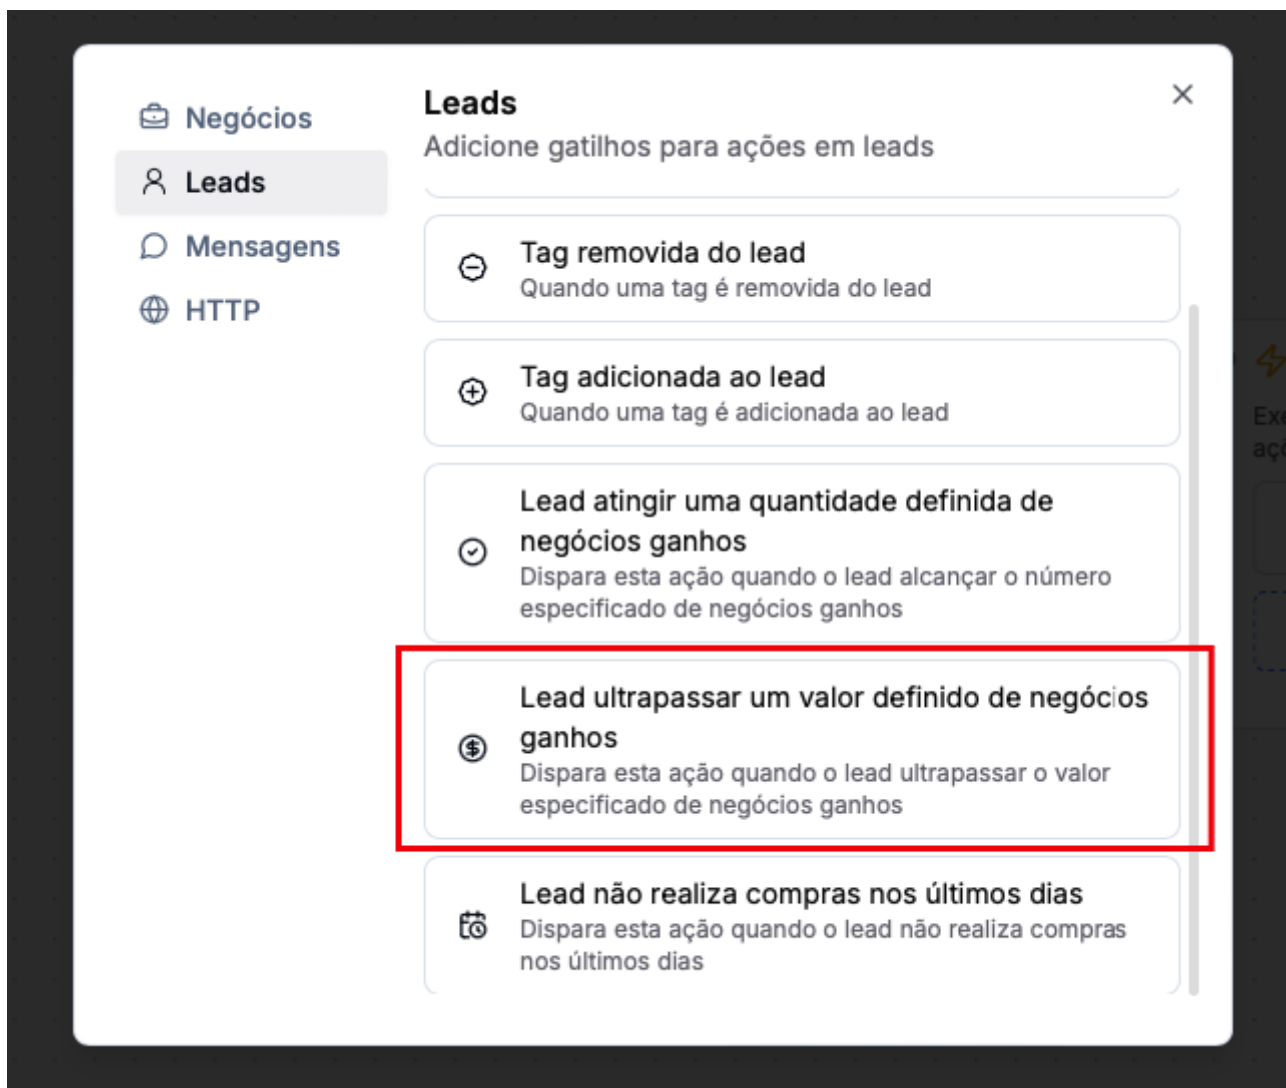 Negócios
Leads
Mensagens
HTTP
Leads
Adicione gatilhos para ações em leads
Tag removida do lead
Quando uma tag é removida do lead
Tag adicionada ao lead
Quando uma tag é adicionada ao lead
Lead atingir uma quantidade definida de
negócios ganhos
Dispara esta ação quando o lead alcançar o número
especificado de negócios ganhos
Lead ultrapassar um valor definido de negócios
ganhos
Dispara esta ação quando o lead ultrapassar o valor
especificado de negócios ganhos
Lead não realiza compras nos últimos dias
Dispara esta ação quando o lead não realiza compras
nos últimos dias